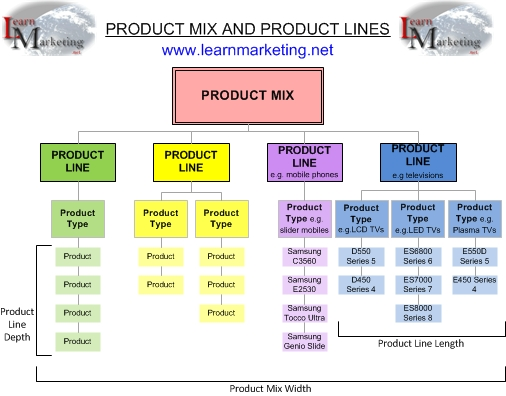 Learn
Marketing
.net
PRODUCT MIX AND PRODUCT LINES
www.learnmarketing.net
Learn
Marketing
.net
PRODUCT MIX
PRODUCT
LINE
PRODUCT
LINE
PRODUCT
LINE
e.g. mobile phones
PRODUCT
LINE
e.g televisions
Product
Type
Product
Type
Product
Type
Product
Type e.g.
slider mobiles
Product
Type
e.g.LCD TVs
Product
Type
e.g.LED TVs
Product
Type e.g.
Plasma TVs
Product
Product
Product
Product
Product
Product
Product
Product
Product
Samsung
C3560
Samsung
E2530
Samsung
Tocco Ultra
Samsung
Genio Slide
D550
Series 5
D450
Series 4
ES6800
Series 6
ES7000
Series 7
ES8000
Series 8
E550D
Series 5
E450 Series
4
Product
Line
Depth
Product Line Length
Product Mix Width